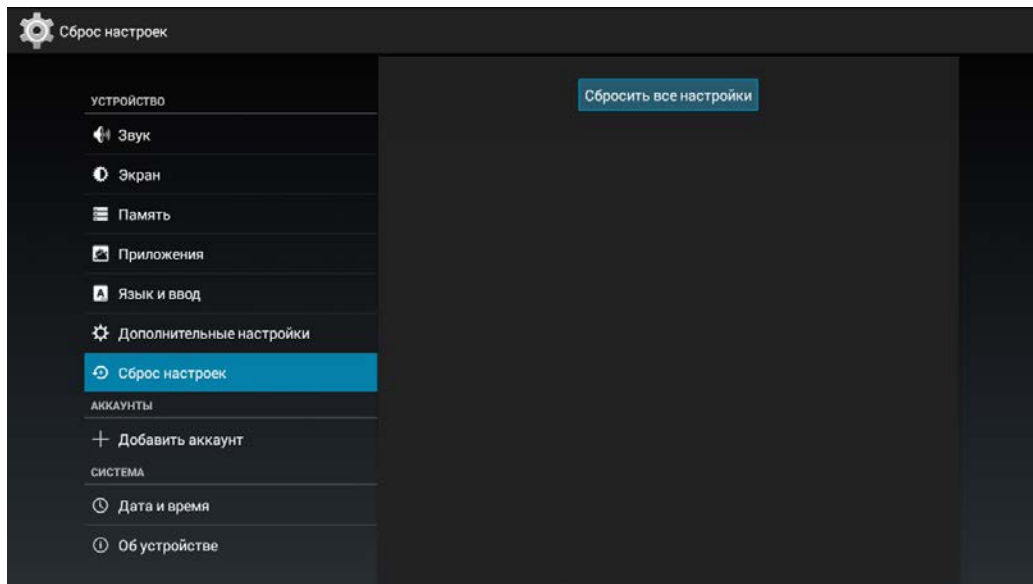 Сброс настроек
УСТРОЙСТВО
Звук
Экран
Память
Приложения
Язык и ввод
Дополнительные настройки
Сброс настроек
АККАУНТЫ
Добавить аккаунт
СИСТЕМА
Дата и время
Об устройстве
Сбросить все настройки